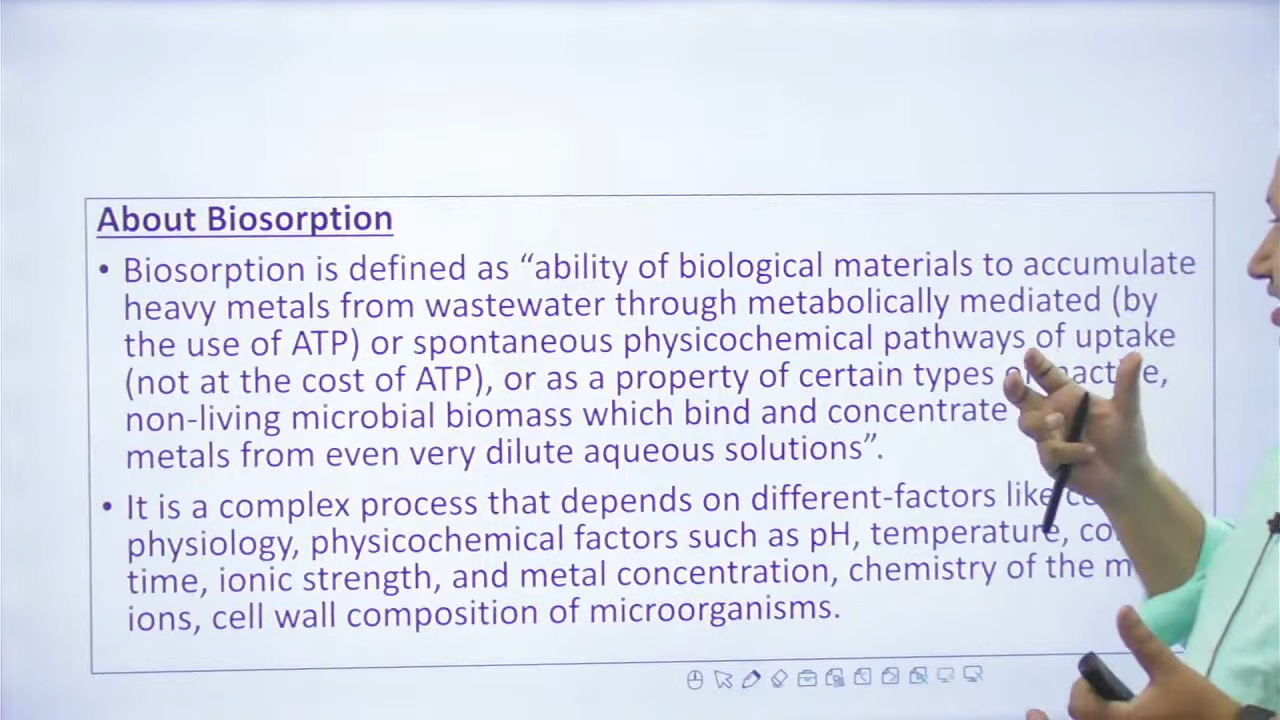 About Biosorption
• Biosorption is defined as “ability of biological materials to accumulate
heavy metals from wastewater through metabolically mediated (by
the use of ATP) or spontaneous physicochemical pathways of uptake
(not at the cost of ATP), or as a property of certain types
non-living microbial biomass which bind and concentrate
metals from even very dilute aqueous solutions”.
• It is a complex process that depends on different-factors like
physiology, physicochemical factors such as pH, temperature,
time, ionic strength, and metal concentration, chemistry of the
ions, cell wall composition of microorganisms.